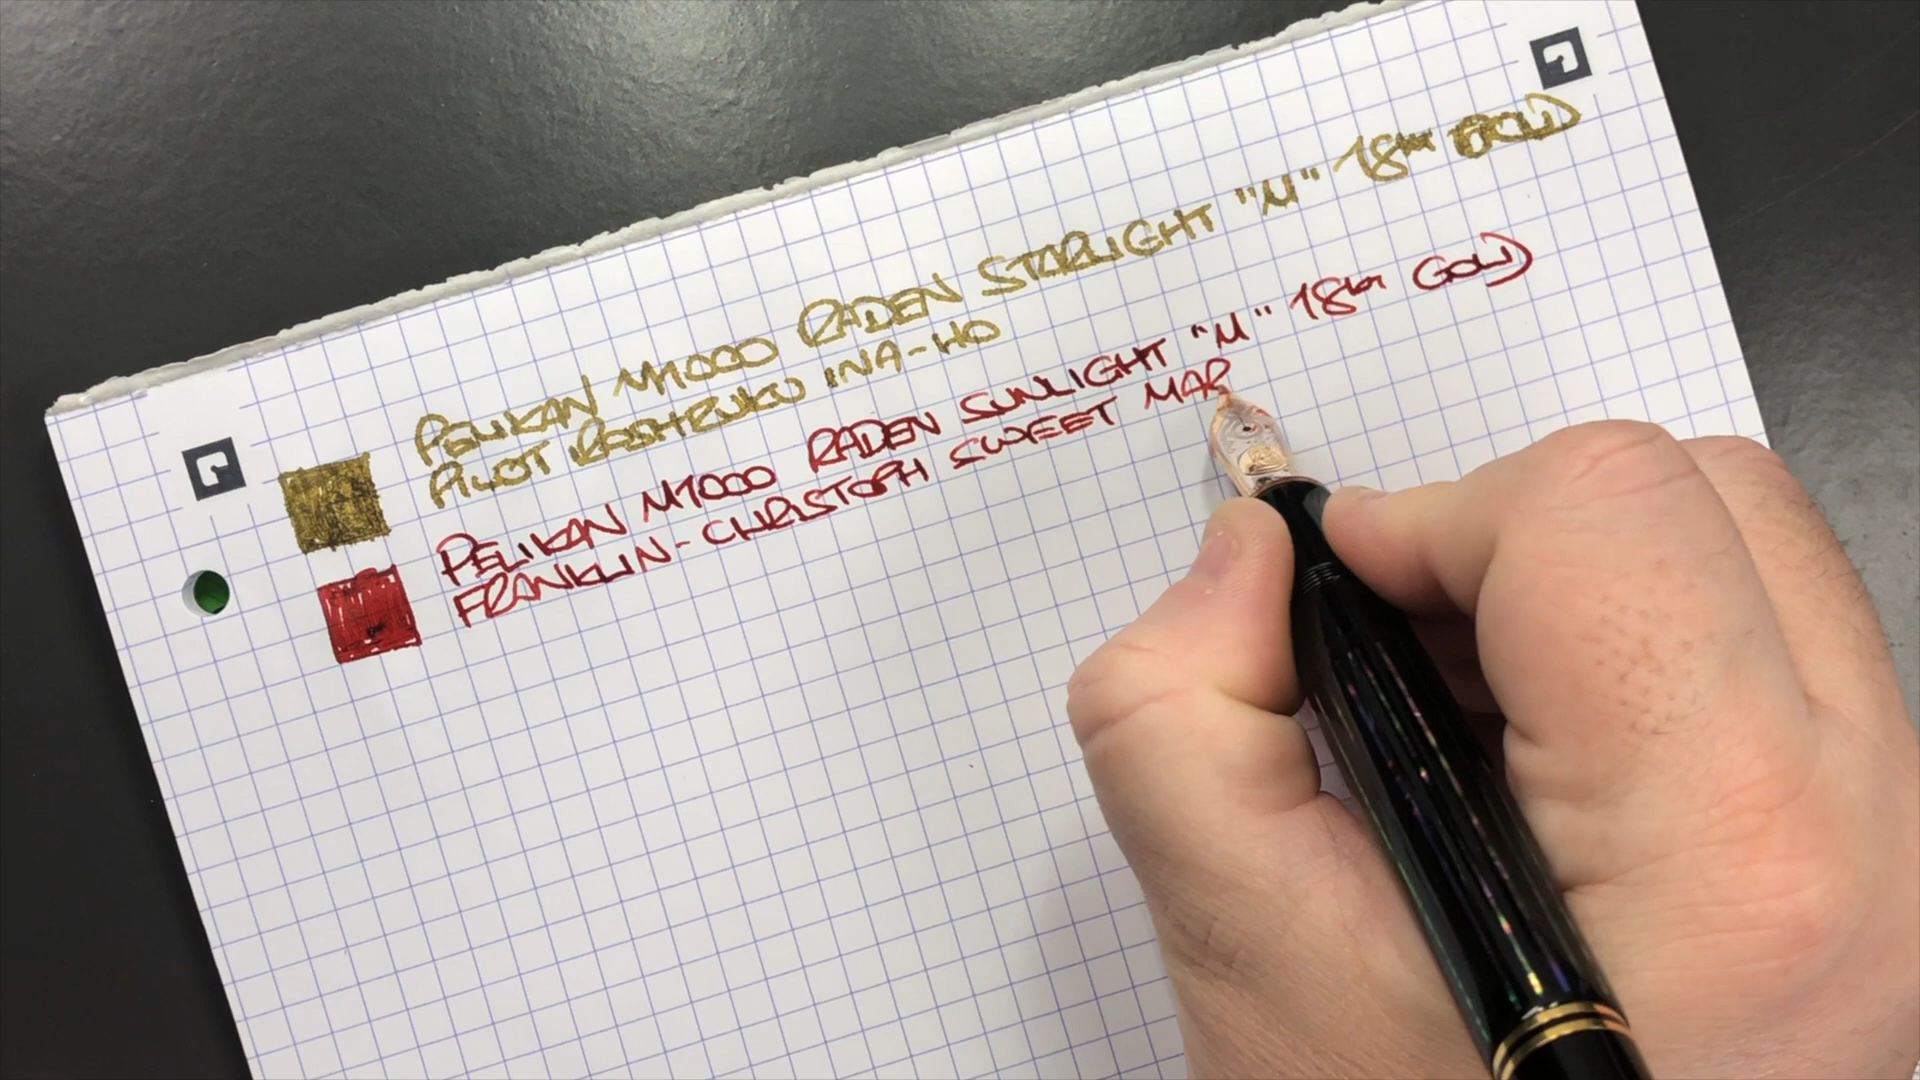 PELIKAN M1000 RADEN STARLIGHT "M" 18kt GOLD
PILOT IROSHIZUKU INA-HO
PELIKAN M1000 RADEN SUNLIGHT "M" 18kt GOLD
FRANKLIN-CHRISTOPH SWEET MAR